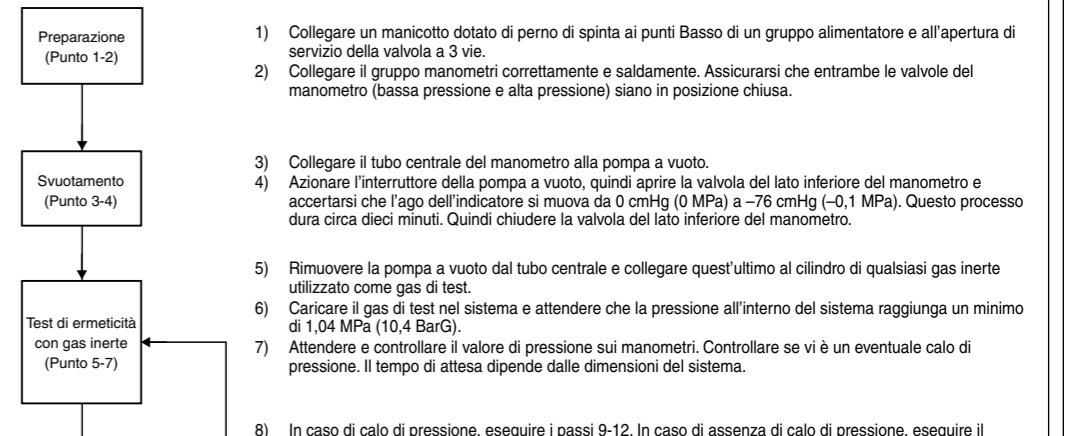 Preparazione
(Punto 1-2)
1) Collegare un manicotto dotato di perno di spinta ai punti Basso di un gruppo alimentatore e all'apertura di
servizio della valvola a 3 vie.
2) Collegare il gruppo manometri correttamente e saldamente. Assicurarsi che entrambe le valvole del
manometro (bassa pressione e alta pressione) siano in posizione chiusa.
Svuotamento
(Punto 3-4)
3) Collegare il tubo centrale del manometro alla pompa a vuoto.
4) Azionare l'interruttore della pompa a vuoto, quindi aprire la valvola del lato inferiore del manometro e
accertarsi che l'ago dell'indicatore si muova da 0 cmHg (0 MPa) a –76 cmHg (–0,1 MPa). Questo processo
dura circa dieci minuti. Quindi chiudere la valvola del lato inferiore del manometro.
Test di ermeticità
con gas inerte
(Punto 5-7)
5) Rimuovere la pompa a vuoto dal tubo centrale e collegare quest'ultimo al cilindro di qualsiasi gas inerte
utilizzato come gas di test.
6) Caricare il gas di test nel sistema e attendere che la pressione all'interno del sistema raggiunga un minimo
di 1,04 MPa (10,4 BarG).
7) Attendere e controllare il valore di pressione sui manometri. Controllare se vi è un eventuale calo di
pressione. Il tempo di attesa dipende dalle dimensioni del sistema.
8) In caso di calo di pressione, eseguire i passi 9-12. In caso di assenza di calo di pressione, eseguire il